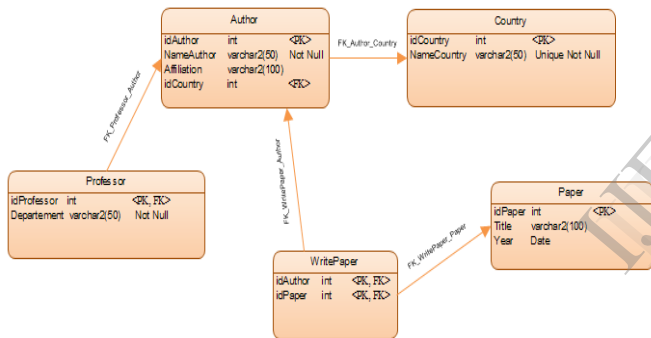 Author
idAuthor int <PK>
NameAuthor varchar2(50) Not Null
Affiliation varchar2(100)
idCountry int <FK>
FK_Author_Country
Country
idCountry int <PK>
NameCountry varchar2(50) Unique Not Null
FK_Professor_Author
Professor
idProfessor int <PK, FK>
Departement varchar2(50) Not Null
FK_WritePaper_Author
Paper
idPaper int <PK>
Title varchar2(100)
Year Date
FK_WritePaper_Paper
WritePaper
idAuthor int <PK, FK>
idPaper int <PK, FK>